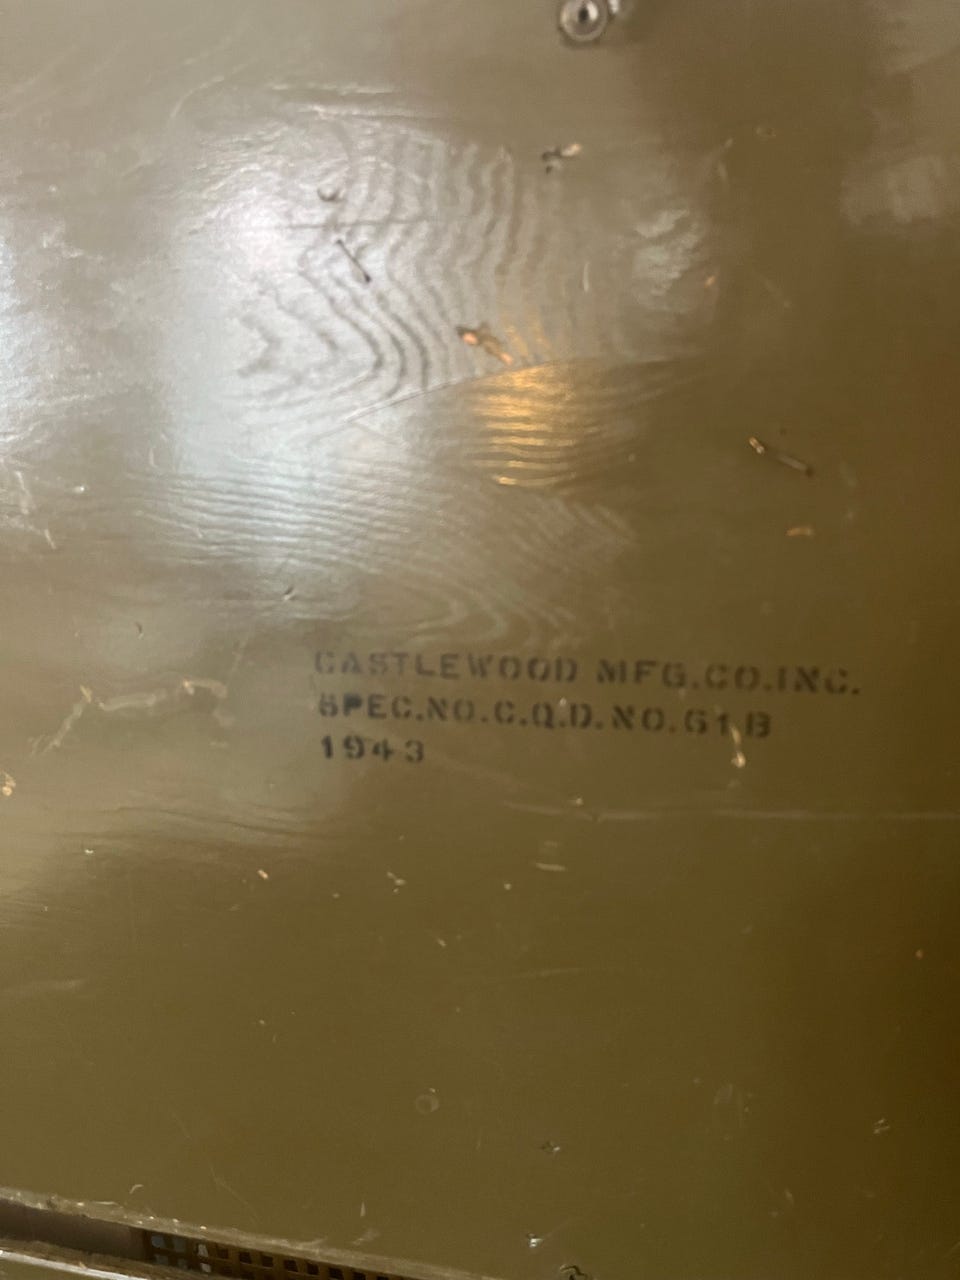 CASTLEWOOD MFG.CO.INC.
SPEC.NO.C.Q.D.NO.61B
1943